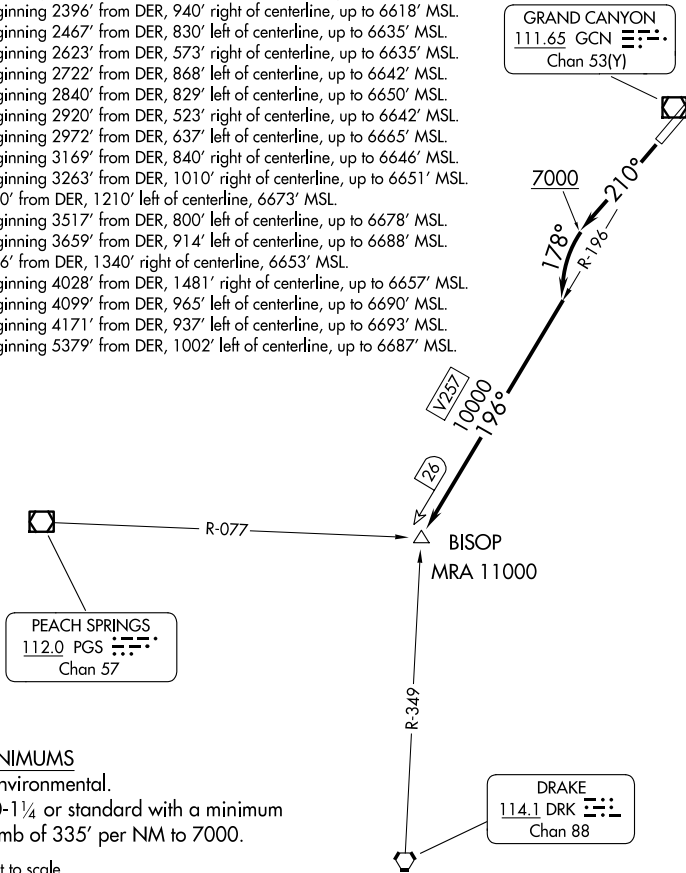 ginning 2396’ from DER, 940’ right of centerline, up to 6618’ MSL.
ginning 2467’ from DER, 830’ left of centerline, up to 6635’ MSL.
ginning 2623’ from DER, 573’ right of centerline, up to 6635’ MSL.
ginning 2722’ from DER, 868’ left of centerline, up to 6642’ MSL.
ginning 2840’ from DER, 829’ left of centerline, up to 6650’ MSL.
ginning 2920’ from DER, 523’ right of centerline, up to 6642’ MSL.
ginning 2972’ from DER, 637’ left of centerline, up to 6665’ MSL.
ginning 3169’ from DER, 840’ right of centerline, up to 6646’ MSL.
ginning 3263’ from DER, 1010’ right of centerline, up to 6651’ MSL.
0’ from DER, 1210’ left of centerline, 6673’ MSL.
ginning 3517’ from DER, 800’ left of centerline, up to 6678’ MSL.
ginning 3659’ from DER, 914’ left of centerline, up to 6688’ MSL.
6’ from DER, 1340’ right of centerline, 6653’ MSL.
ginning 4028’ from DER, 1481’ right of centerline, up to 6657’ MSL.
ginning 4099’ from DER, 965’ left of centerline, up to 6690’ MSL.
ginning 4171’ from DER, 937’ left of centerline, up to 6693’ MSL.
ginning 5379’ from DER, 1002’ left of centerline, up to 6687’ MSL.
GRAND CANYON
111.65 GCN
Chan 53(Y)
7000
210°
178°
R-196
V257
10000
196°
26
R-077
BISOP
MRA 11000
PEACH SPRINGS
112.0 PGS
Chan 57
R-349
NIMUMS
nvironmental.
0-1¼ or standard with a minimum
mb of 335’ per NM to 7000.
DRAKE
114.1 DRK
Chan 88
t to scale